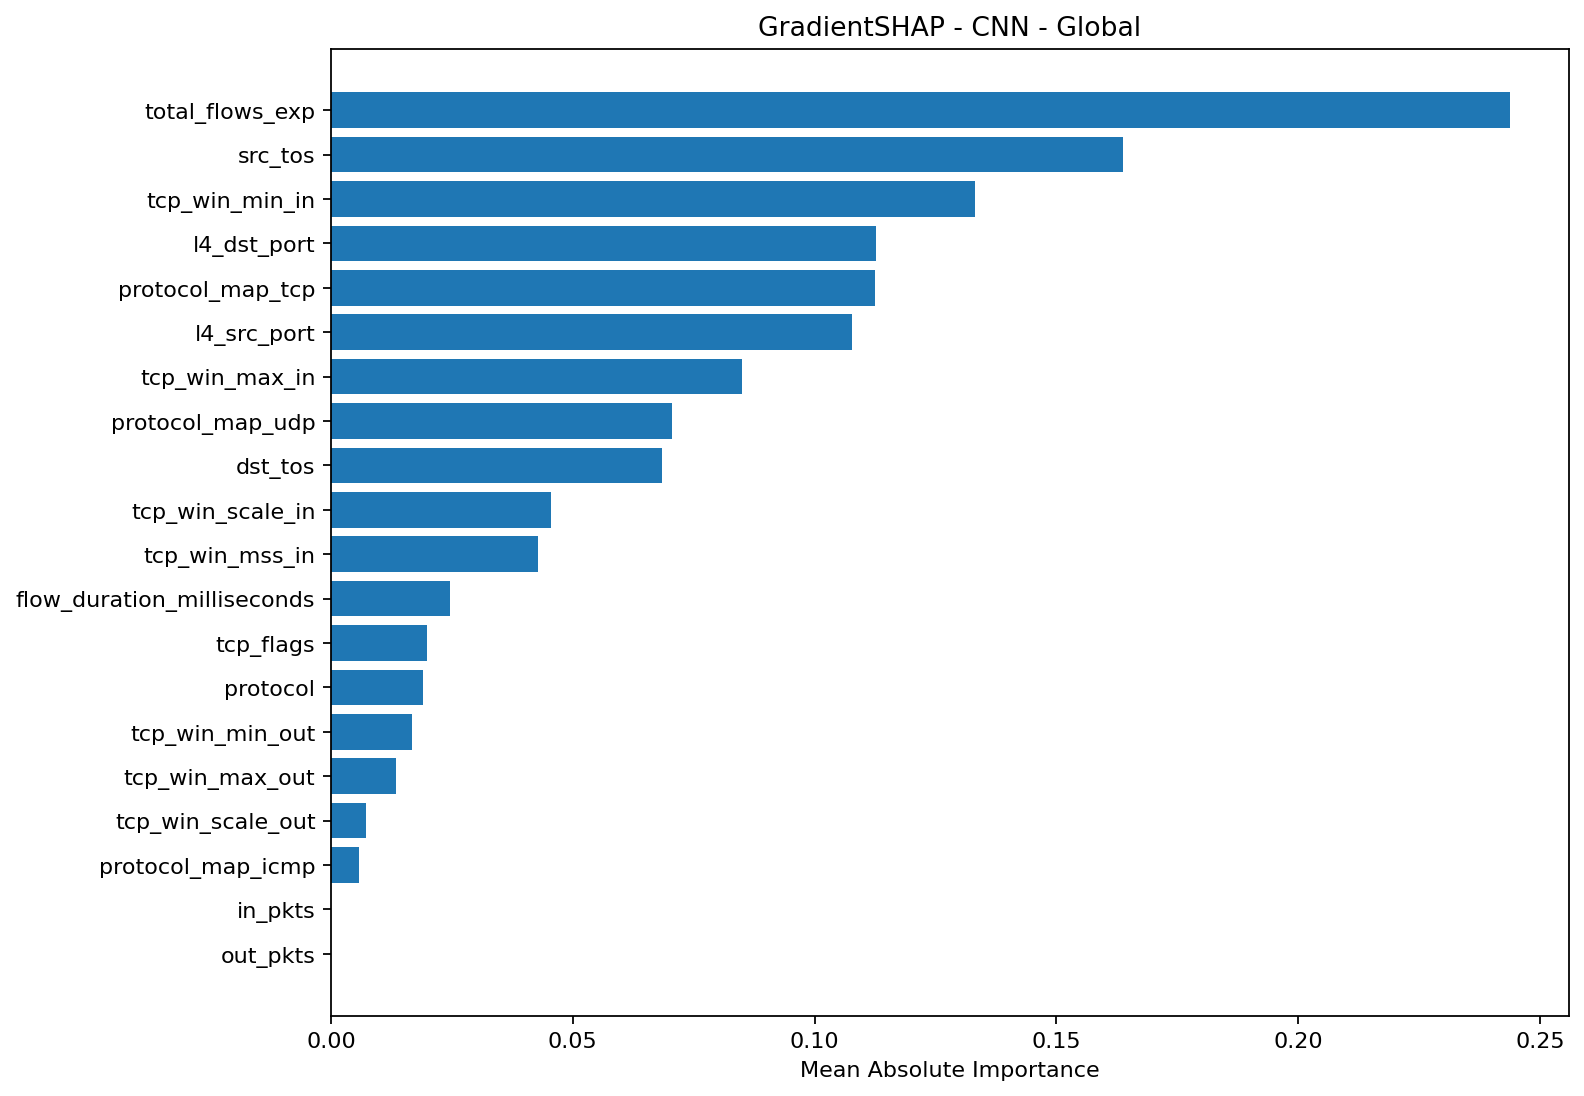 GradientSHAP - CNN - Global
total_flows_exp
src_tos
tcp_win_min_in
l4_dst_port
protocol_map_tcp
l4_src_port
tcp_win_max_in
protocol_map_udp
dst_tos
tcp_win_scale_in
tcp_win_mss_in
flow_duration_milliseconds
tcp_flags
protocol
tcp_win_min_out
tcp_win_max_out
tcp_win_scale_out
protocol_map_icmp
in_pkts
out_pkts
0.00 0.05 0.10 0.15 0.20 0.25
Mean Absolute Importance